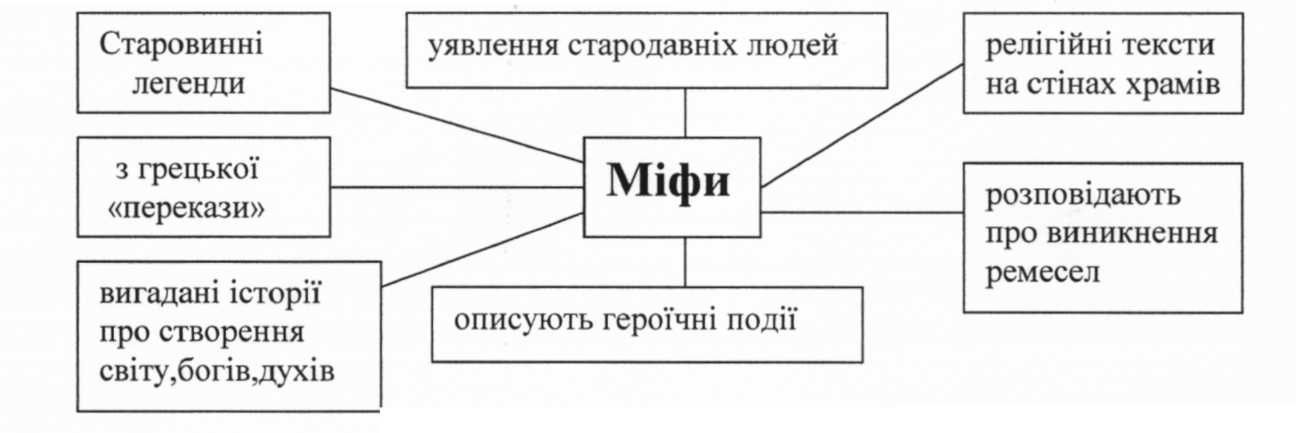 Старовинні
легенди
уявлення стародавніх людей
релігійні тексти
на стінах храмів
з грецької
«перекази»
Міфи
розповідають
про виникнення
ремесел
вигадані історії
про створення
світу,богів,духів
описують героїчні події